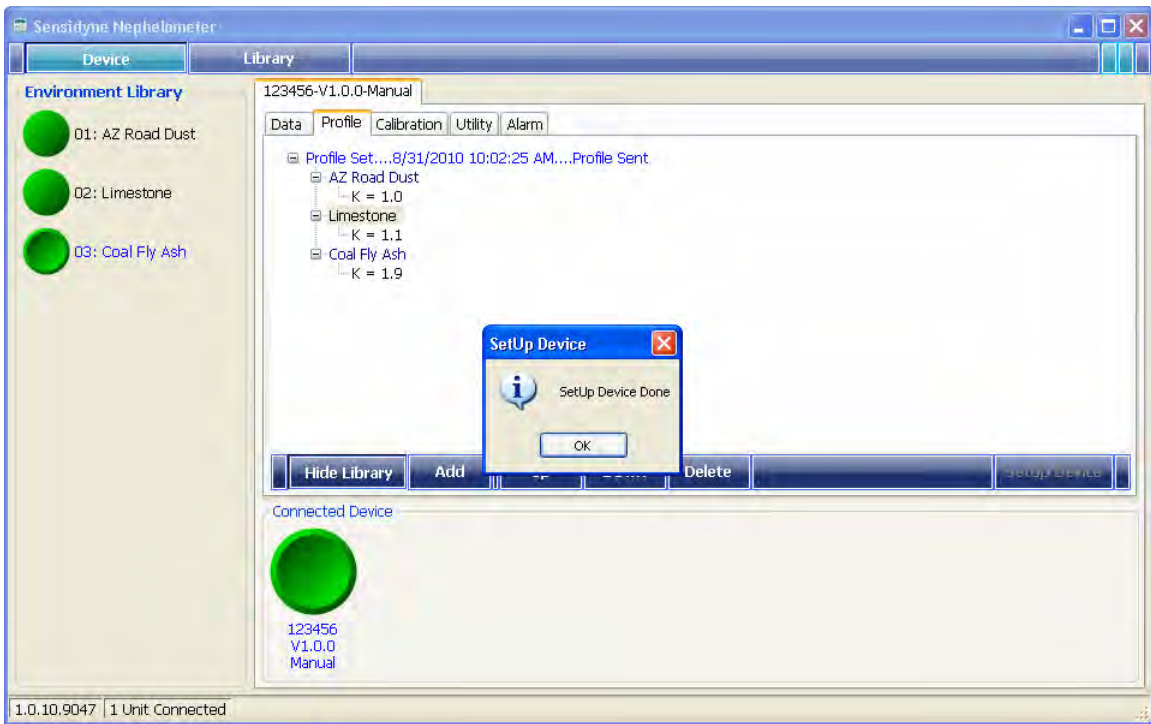 Sensidyne Nephelometer
Device
Library
Environment Library
01: AZ Road Dust
02: Limestone
03: Coal Fly Ash
123456-V1.0.0-Manual
Data Profile Calibration Utility Alarm
Profile Set....8/31/2010 10:02:25 AM....Profile Sent
AZ Road Dust
K = 1.0
Limestone
K = 1.1
Coal Fly Ash
K = 1.9
SetUp Device
SetUp Device Done
OK
Hide Library Add Delete SetUp Device
Connected Device
123456
V1.0.0
Manual
1.0.10.9047 1 Unit Connected